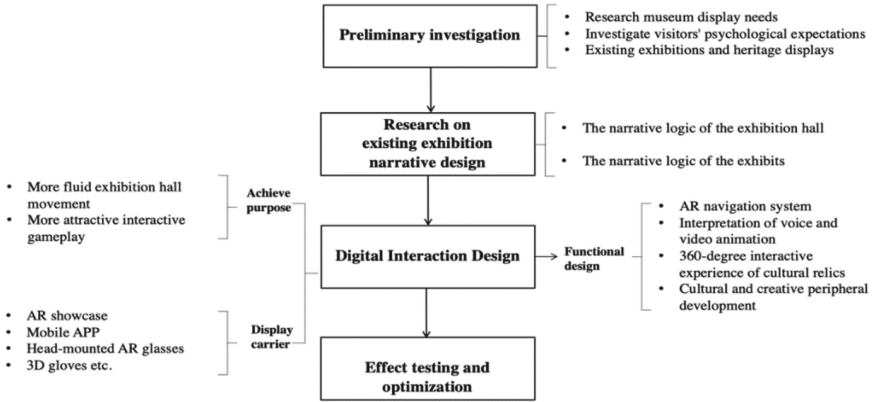 Preliminary investigation
• Research museum display needs
• Investigate visitors' psychological expectations
• Existing exhibitions and heritage displays
Research on
existing exhibition
narrative design
• The narrative logic of the exhibition hall
• The narrative logic of the exhibits
• More fluid exhibition hall
movement
• More attractive interactive
gameplay
Achieve
purpose
Digital Interaction Design
Functional
design
• AR navigation system
• Interpretation of voice and
video animation
• 360-degree interactive
experience of cultural relics
• Cultural and creative peripheral
development
• AR showcase
• Mobile APP
• Head-mounted AR glasses
• 3D gloves etc.
Display
carrier
Effect testing and
optimization